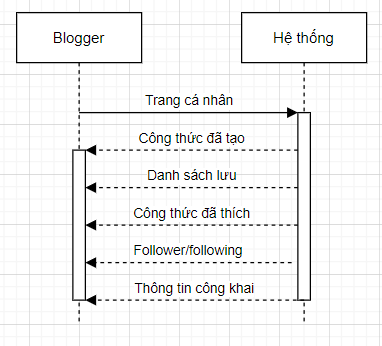 Blogger
Hệ thống
Trang cá nhân
Công thức đã tạo
Danh sách lưu
Công thức đã thích
Follower/following
Thông tin công khai